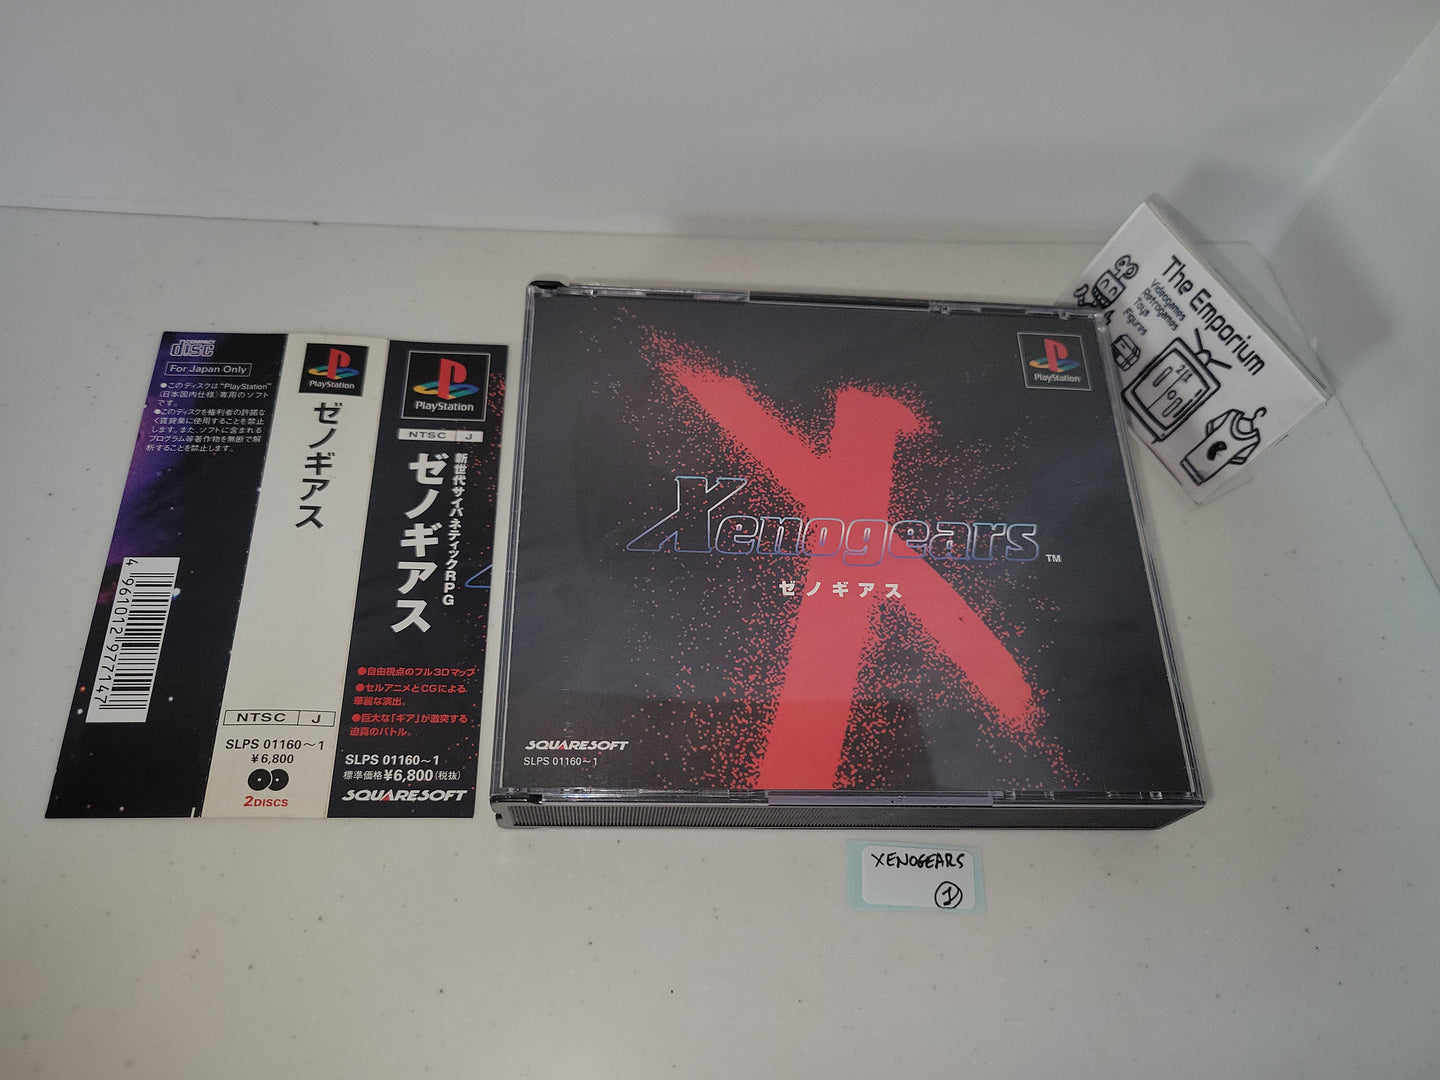 COMPACT
disc
For Japan Only
●このディスクは"PlayStation"
(日本国内仕様)専用のソフト
です。
●このディスクを権利者の許諾な
く賃貸業に使用することを禁止
します。また、ソフトに含まれる
プログラム等著作物を無断で解
析することを禁止します。
4961012977147
PlayStation
ゼノギアス
NTSC J
SLPS 01160～1
¥6,800
2DISCS
PlayStation
NTSC J
新世代サイバネティックRPG
ゼノギアス
●自由視点のフル3Dマップ
●セルアニメとCGによる
華麗な演出。
●巨大な「ギア」が激突する
迫真のバトル。
SLPS 01160～1
標準価格¥6,800(税抜)
SQUARESOFT
PlayStation
Xenogears TM
ゼノギアス
SQUARESOFT
SLPS 01160～1
The Emporium
Videogames
Retrogames
Toys
Figures
XENOGEARS
1